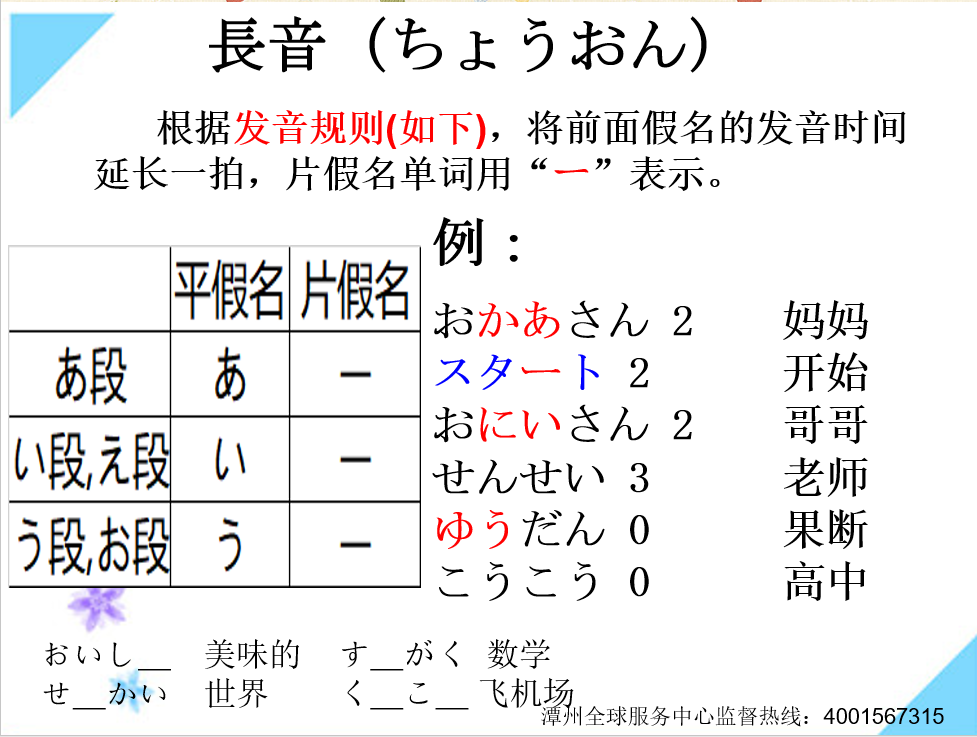 長音（ちょうおん）
根据发音规则(如下)，将前面假名的发音时间
延长一拍，片假名单词用“一”表示。
例：
平假名 片假名
あ段 あ ー
い段,え段 い ー
う段,お段 う ー
おかあさん 2 妈妈
スタート 2 开始
おにいさん 2 哥哥
せんせい 3 老师
ゆうだん 0 果断
こうこう 0 高中
おいし__ 美味的 す__がく 数学
せ__かい 世界 く__こ__ 飞机场
潭州全球服务中心监督热线：4001567315